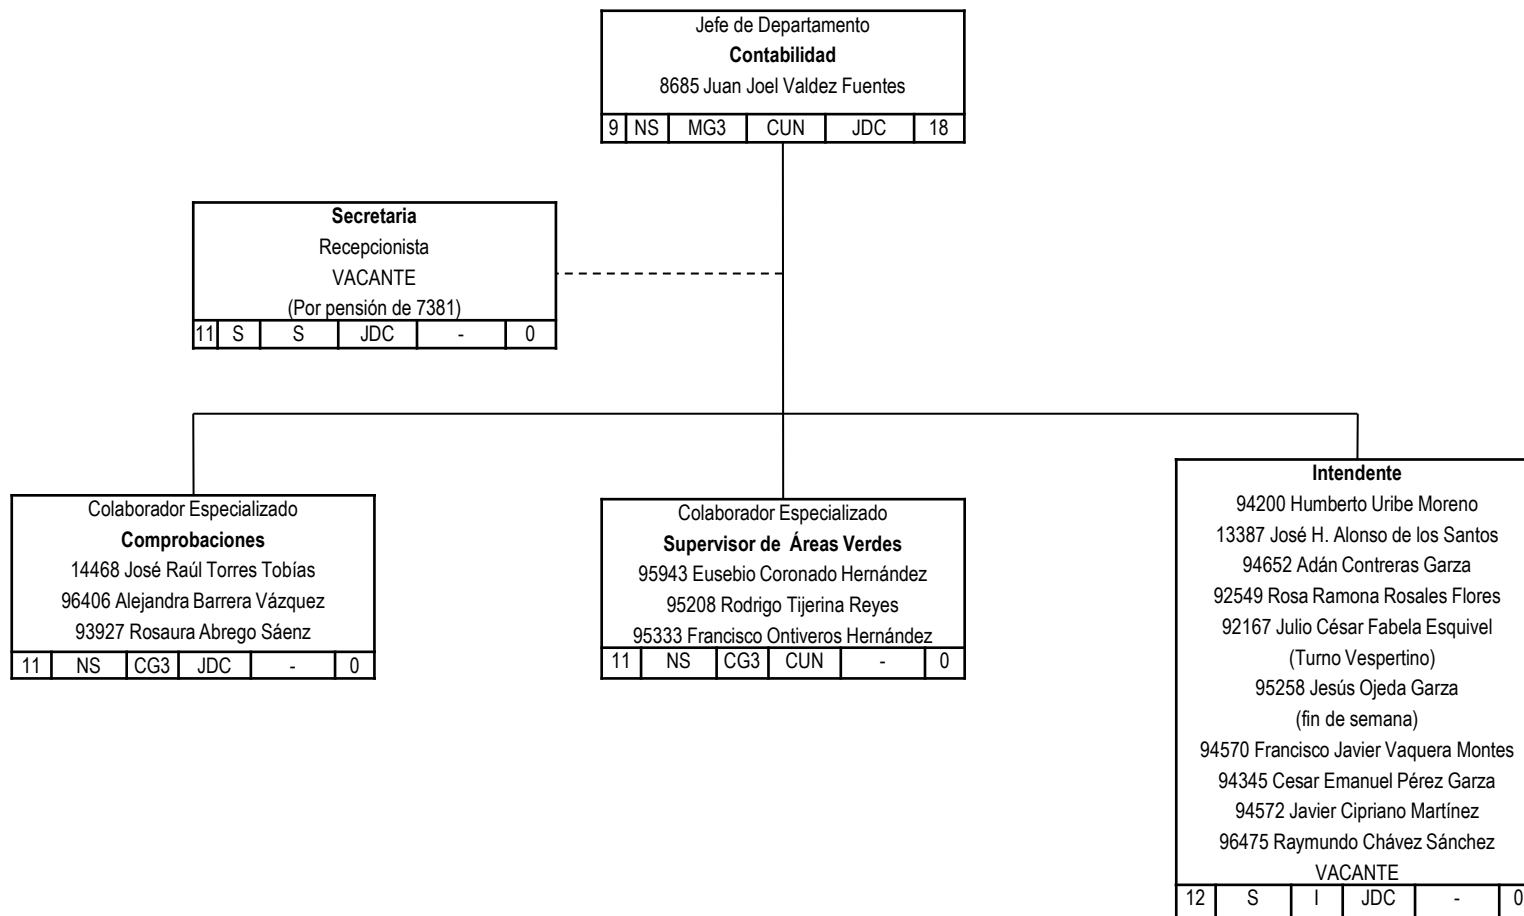 Jefe de Departamento
Contabilidad
8685 Juan Joel Valdez Fuentes
9 NS MG3 CUN JDC 18
Secretaria
Recepcionista
VACANTE
(Por pensión de 7381)
11 S S JDC - 0
Colaborador Especializado
Comprobaciones
14468 José Raúl Torres Tobías
96406 Alejandra Barrera Vázquez
93927 Rosaura Abrego Sáenz
11 NS CG3 JDC - 0
Colaborador Especializado
Supervisor de Áreas Verdes
95943 Eusebio Coronado Hernández
95208 Rodrigo Tijerina Reyes
95333 Francisco Ontiveros Hernández
11 NS CG3 CUN - 0
Intendente
94200 Humberto Uribe Moreno
13387 José H. Alonso de los Santos
94652 Adán Contreras Garza
92549 Rosa Ramona Rosales Flores
92167 Julio César Fabela Esquivel
(Turno Vespertino)
95258 Jesús Ojeda Garza
(fin de semana)
94570 Francisco Javier Vaquera Montes
94345 Cesar Emanuel Pérez Garza
94572 Javier Cipriano Martínez
96475 Raymundo Chávez Sánchez
VACANTE
12 S I JDC - 0